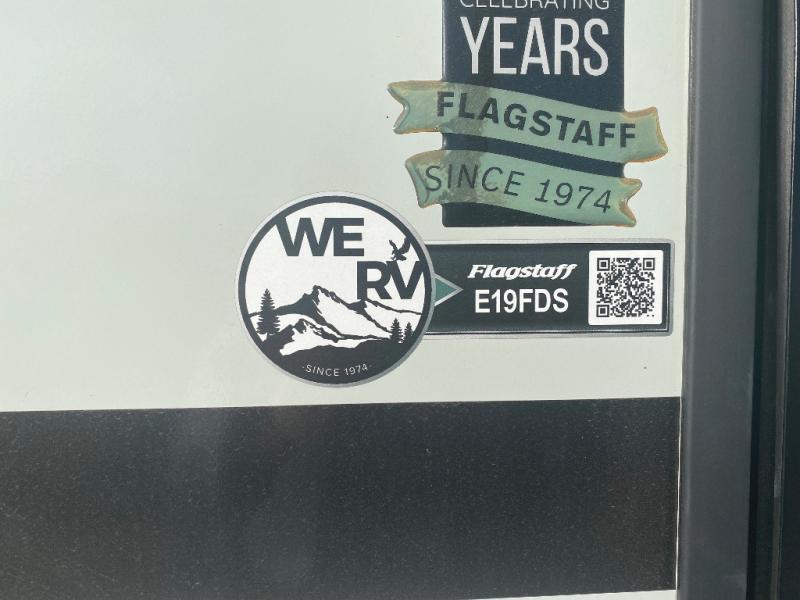 CELEBRATING
YEARS
FLAGSTAFF
SINCE 1974
WE
RV
Flagstaff
E19FDS
-SINCE 1974-